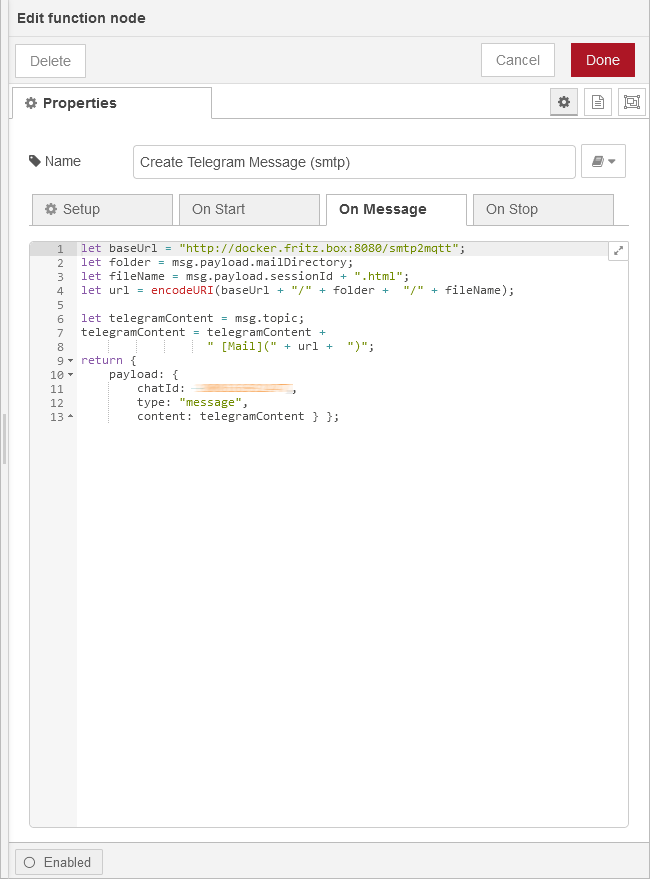 Edit function node
Delete
Cancel
Done
Properties
Name
Create Telegram Message (smtp)
Setup
On Start
On Message
On Stop
1 let baseUrl = "http://docker.fritz.box:8080/smtp2mqtt";
2 let folder = msg.payload.mailDirectory;
3 let fileName = msg.payload.sessionId + ".html";
4 let url = encodeURI(baseUrl + "/" + folder +  "/" + fileName);
5
6 let telegramContent = msg.topic;
7 telegramContent = telegramContent +
8                   " [Mail](" + url +  ")";
9 return {
10     payload: {
11         chatId: ,
12         type: "message",
13         content: telegramContent } };
Enabled